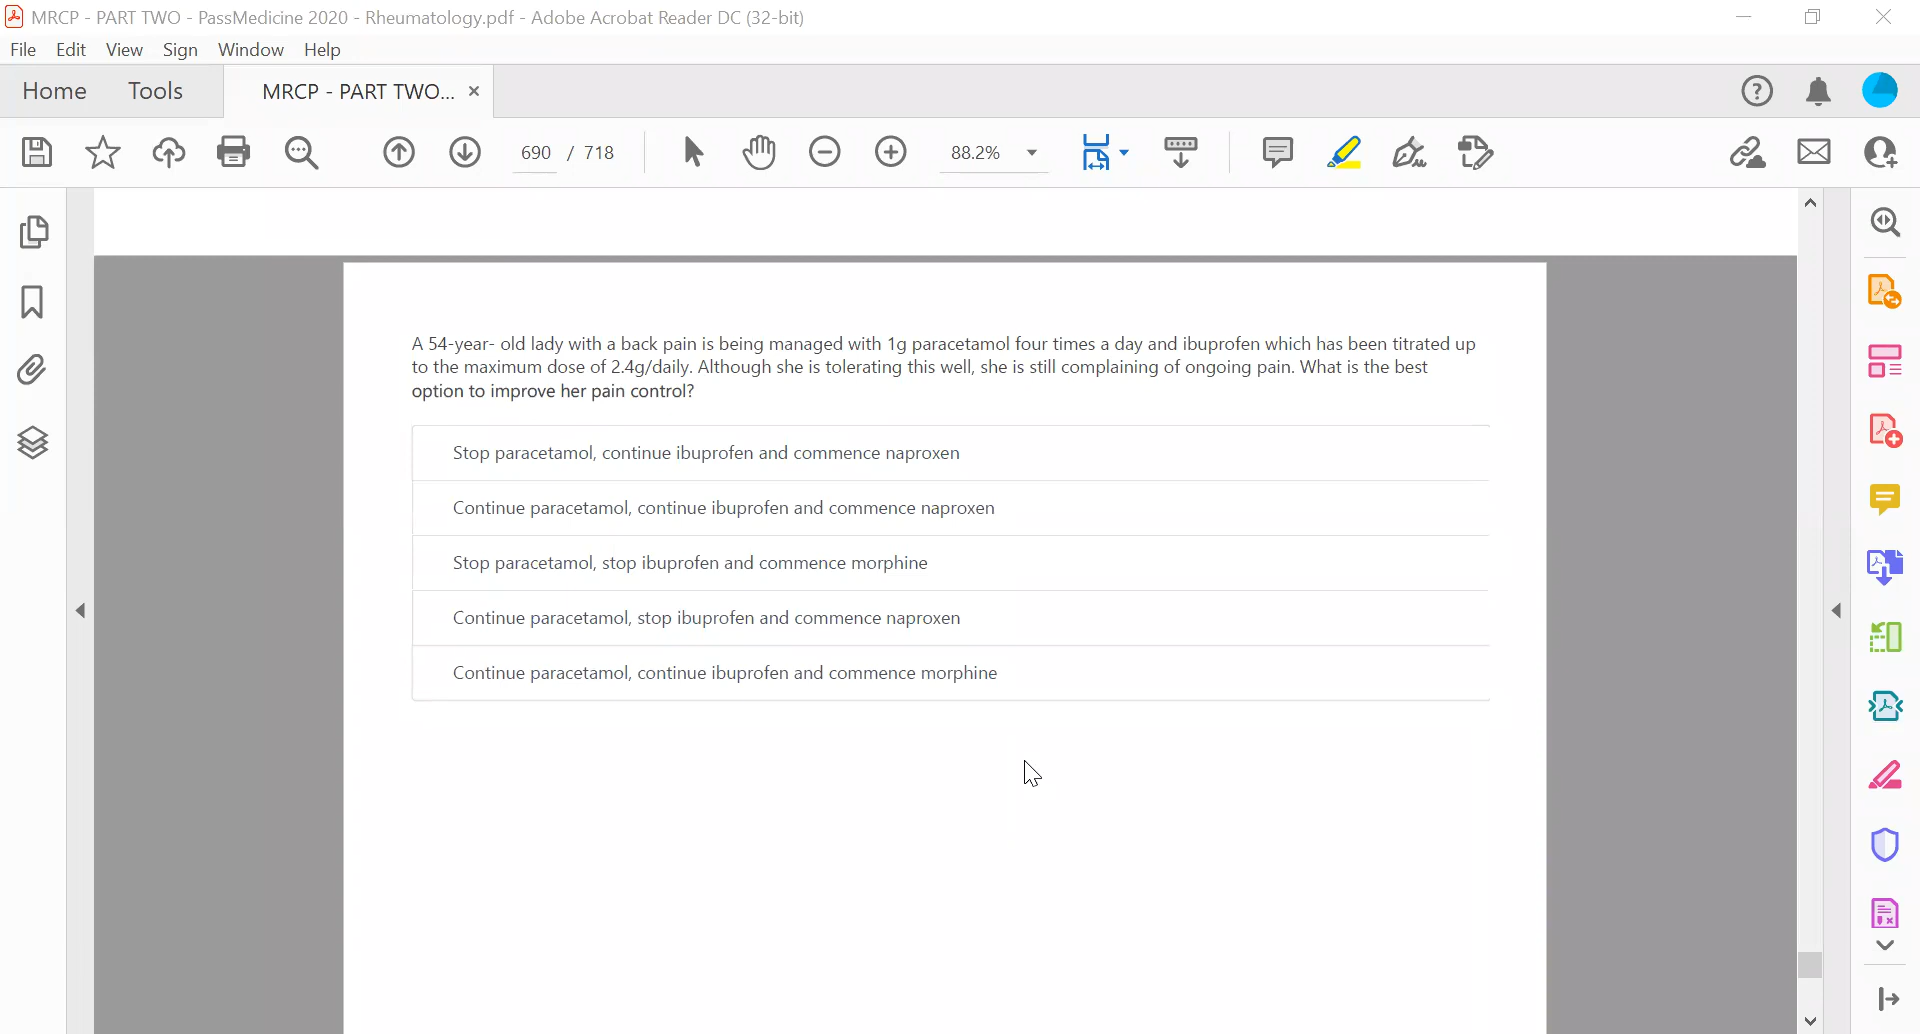 MRCP - PART TWO - PassMedicine 2020 - Rheumatology.pdf - Adobe Acrobat Reader DC (32-bit)
File Edit View Sign Window Help
Home Tools MRCP - PART TWO... ×
690 / 718 88.2%
A 54-year- old lady with a back pain is being managed with 1g paracetamol four times a day and ibuprofen which has been titrated up
to the maximum dose of 2.4g/daily. Although she is tolerating this well, she is still complaining of ongoing pain. What is the best
option to improve her pain control?
Stop paracetamol, continue ibuprofen and commence naproxen
Continue paracetamol, continue ibuprofen and commence naproxen
Stop paracetamol, stop ibuprofen and commence morphine
Continue paracetamol, stop ibuprofen and commence naproxen
Continue paracetamol, continue ibuprofen and commence morphine